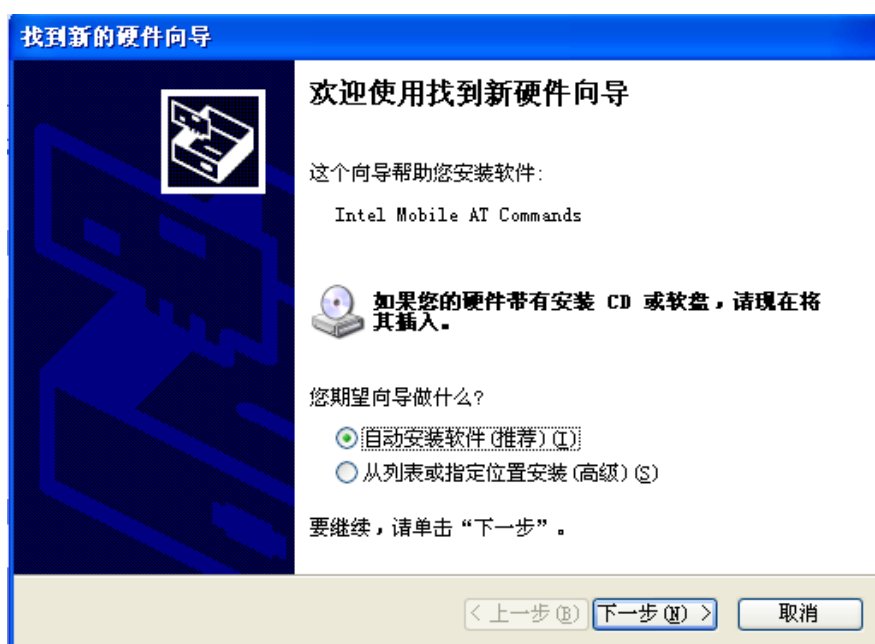 找到新的硬件向导
欢迎使用找到新硬件向导
这个向导帮助您安装软件:
Intel Mobile AT Commands
如果您的硬件带有安装 CD 或软盘，请现在将
其插入。
您期望向导做什么?
自动安装软件(推荐)(I)
从列表或指定位置安装(高级)(S)
要继续，请单击“下一步”。
< 上一步(B)
下一步(N) >
取消